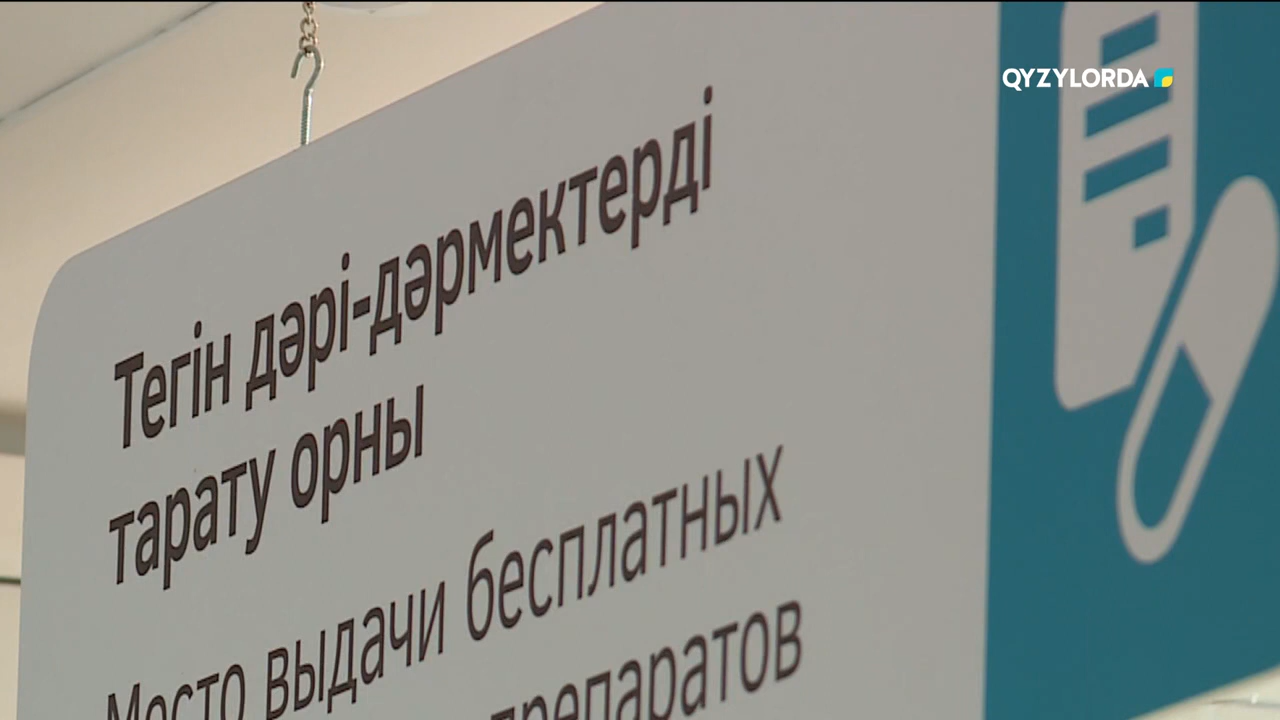 QYZYLORDA
Тегін дәрі-дәрмектерді
тарату орны
Место выдачи бесплатных
препаратов